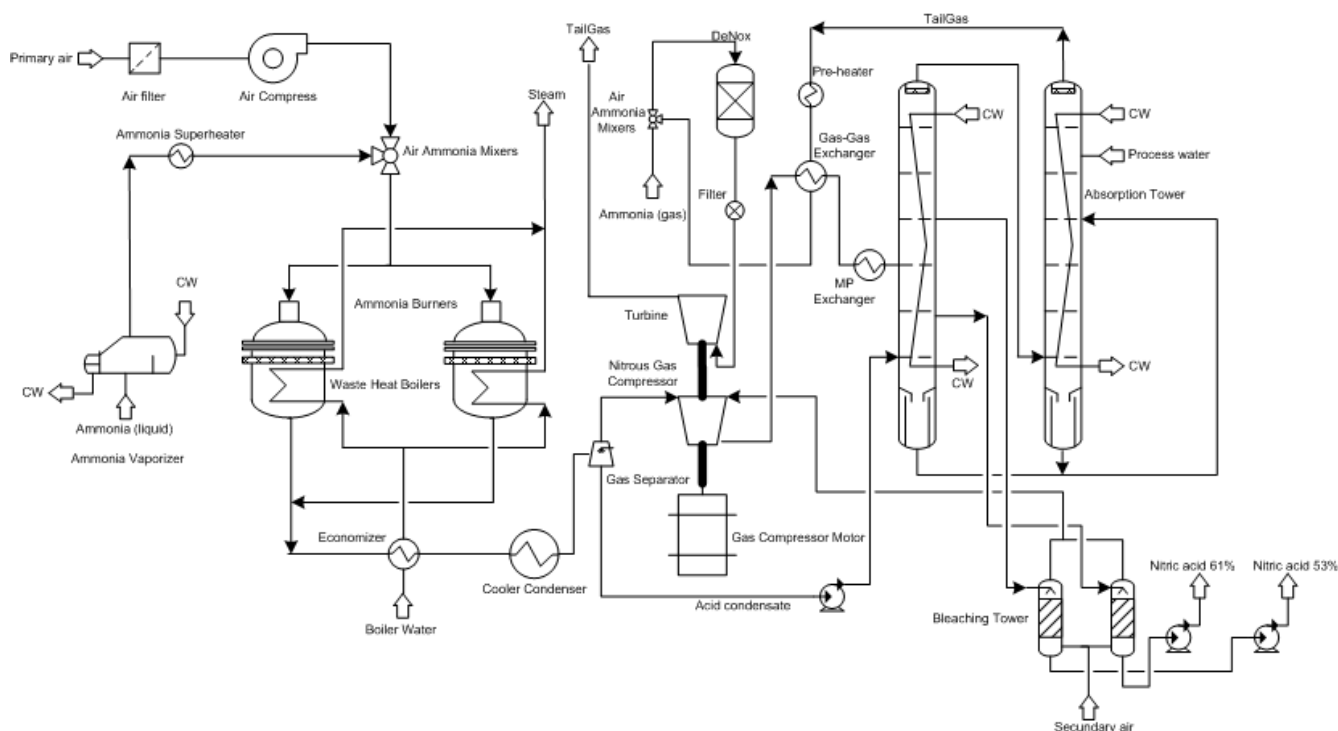 TailGas
TailGas
DeNox
Primary air
Air filter
Air Compress
Steam
Pre-heater
Air
Ammonia
Mixers
CW
CW
Ammonia Superheater
Air Ammonia Mixers
Gas-Gas
Exchanger
Process water
Ammonia (gas)
Filter
Absorption Tower
CW
MP
Exchanger
Ammonia Burners
Turbine
Nitrous Gas
Compressor
CW
CW
Waste Heat Boilers
CW
Ammonia (liquid)
Ammonia Vaporizer
Gas Separator
Economizer
Gas Compressor Motor
Cooler Condenser
Nitric acid 61%
Nitric acid 53%
Acid condensate
Bleaching Tower
Boiler Water
Secundary air